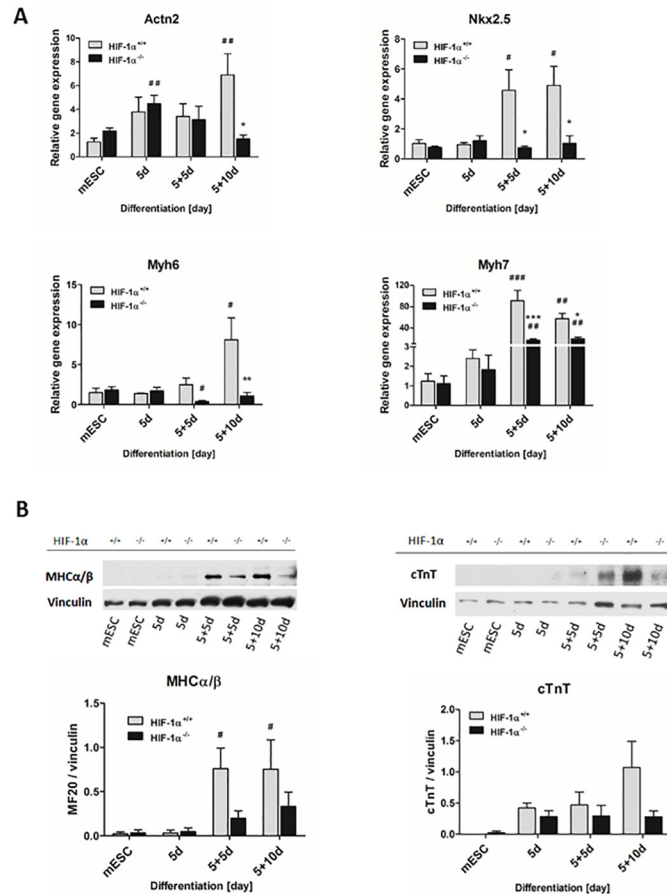 A
Actn2
Relative gene expression
10
8
6
4
2
0
HIF-1α+/+
HIF-1α-/-
##
##
*
mESC
5d
5+5d
5+10d
Differentiation [day]
Nkx2.5
Relative gene expression
8
6
4
2
0
HIF-1α+/+
HIF-1α-/-
#
*
#
*
mESC
5d
5+5d
5+10d
Differentiation [day]
Myh6
Relative gene expression
15
10
5
0
HIF-1α+/+
HIF-1α-/-
#
#
**
mESC
5d
5+5d
5+10d
Differentiation [day]
Myh7
Relative gene expression
120
80
40
3
2
1
0
HIF-1α+/+
HIF-1α-/-
###
***
##
##
*
##
mESC
5d
5+5d
5+10d
Differentiation [day]
B
HIF-1α +/+ -/- +/+ -/- +/+ -/- +/+ -/-
MHCα/β
Vinculin
mESC mESC 5d 5d 5+5d 5+5d 5+10d 5+10d
MHCα/β
MF20 / vinculin
1.5
1.0
0.5
0.0
HIF-1α+/+
HIF-1α-/-
#
#
mESC
5d
5+5d
5+10d
Differentiation [day]
HIF-1α +/+ -/- +/+ -/- +/+ -/- +/+ -/-
cTnT
Vinculin
mESC mESC 5d 5d 5+5d 5+5d 5+10d 5+10d
cTnT
cTnT / vinculin
2.0
1.5
1.0
0.5
0.0
HIF-1α+/+
HIF-1α-/-
mESC
5d
5+5d
5+10d
Differentiation [day]